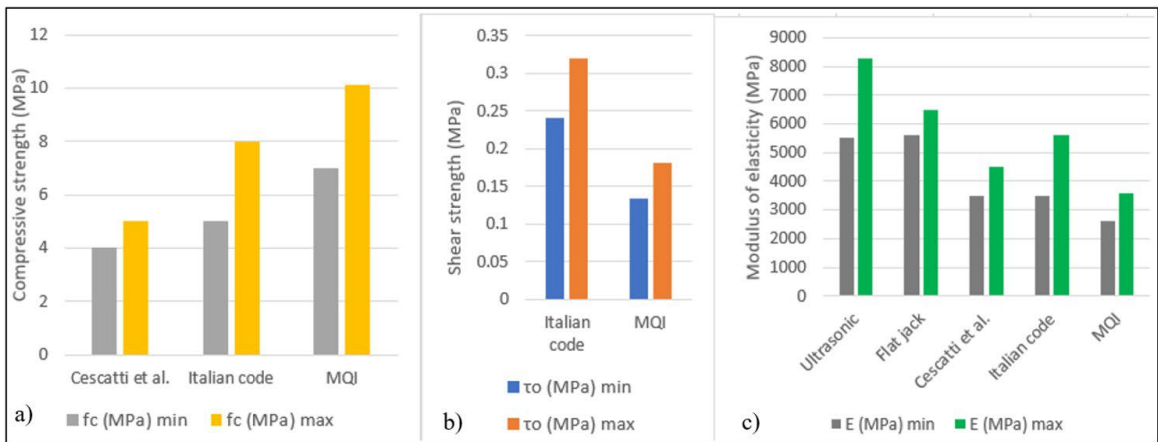 Compressive strength (MPa)
12
10
8
6
4
2
0
Cescatti et al.
Italian code
MQI
fc (MPa) min
fc (MPa) max
a)
Shear strength (MPa)
0.35
0.3
0.25
0.2
0.15
0.1
0.05
0
Italian
code
MQI
το (MPa) min
το (MPa) max
b)
Modulus of elasticity (MPa)
9000
8000
7000
6000
5000
4000
3000
2000
1000
0
Ultrasonic
Flat jack
Cescatti et al.
Italian code
MQI
E (MPa) min
E (MPa) max
c)